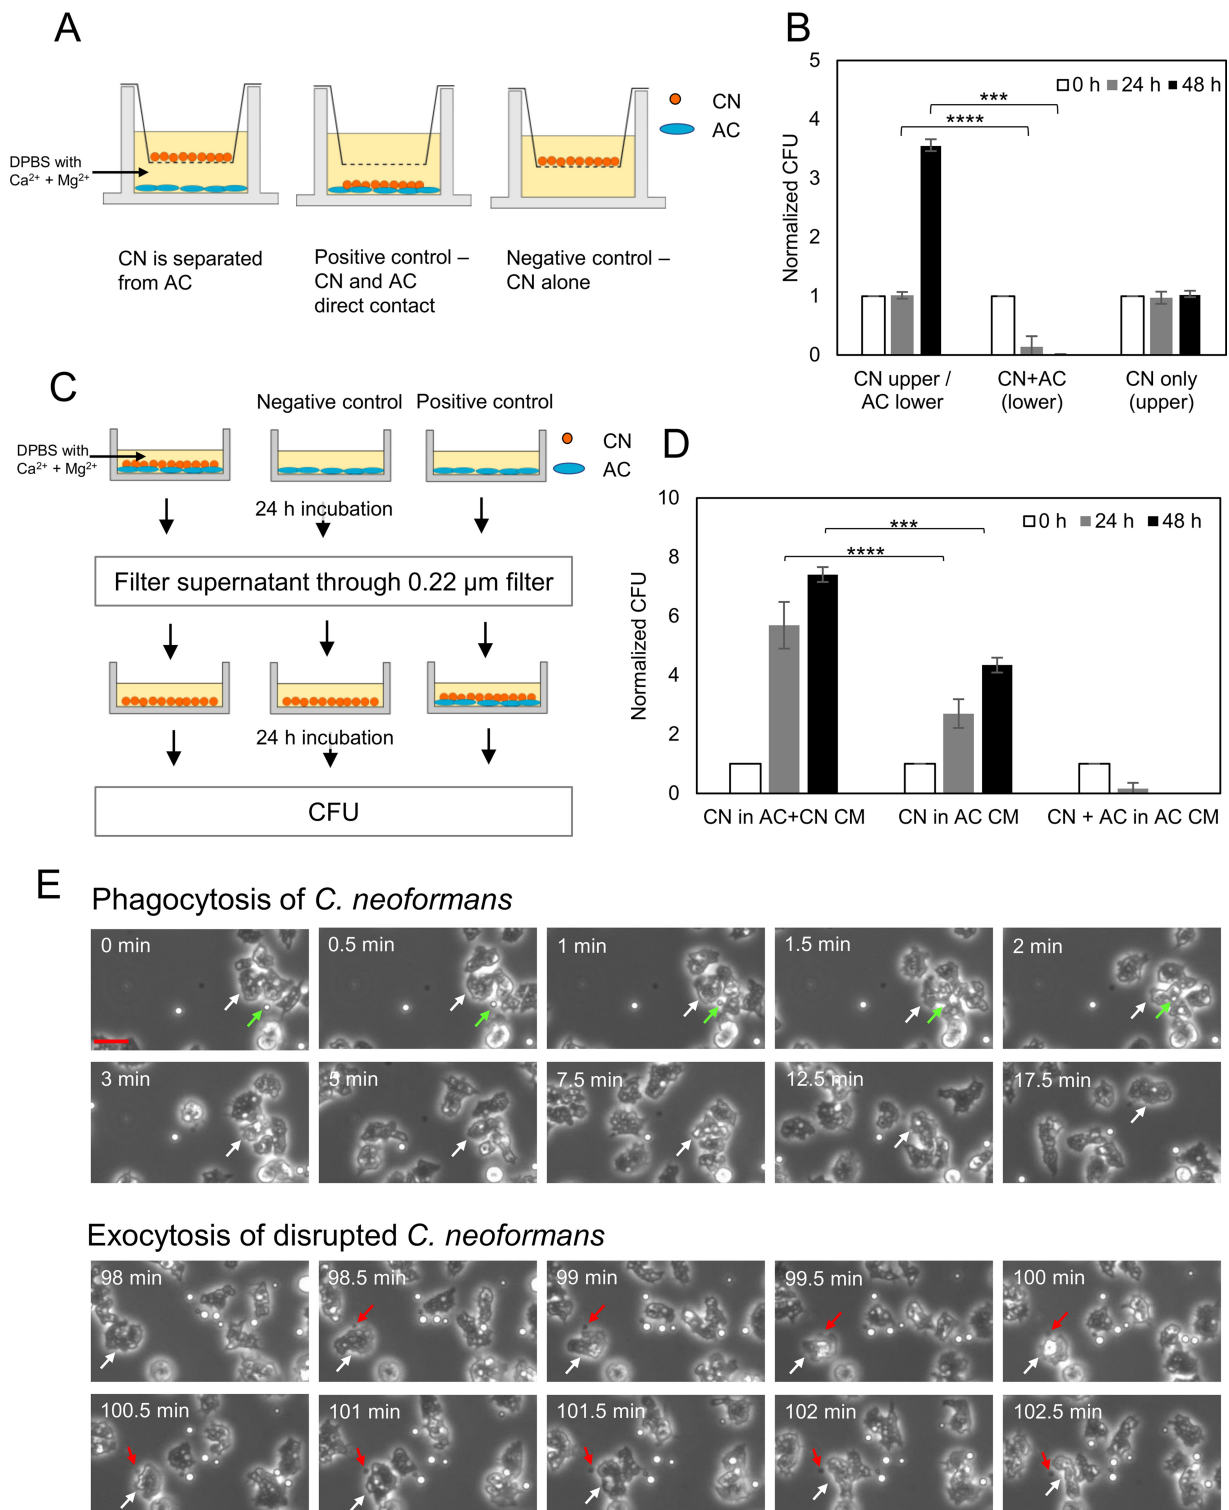 A
CN
AC
DPBS with
Ca²⁺ + Mg²⁺
CN is separated
from AC
Positive control –
CN and AC
direct contact
Negative control –
CN alone
B
5
4
3
2
1
0
Normalized CFU
0 h 24 h 48 h
***
****
CN upper /
AC lower
CN+AC
(lower)
CN only
(upper)
C
Negative control Positive control
DPBS with
Ca²⁺ + Mg²⁺
CN
AC
24 h incubation
Filter supernatant through 0.22 µm filter
24 h incubation
CFU
D
10
8
6
4
2
0
Normalized CFU
0 h 24 h 48 h
***
****
CN in AC+CN CM
CN in AC CM
CN + AC in AC CM
E
Phagocytosis of C. neoformans
0 min 0.5 min 1 min 1.5 min 2 min
3 min 5 min 7.5 min 12.5 min 17.5 min
Exocytosis of disrupted C. neoformans
98 min 98.5 min 99 min 99.5 min 100 min
100.5 min 101 min 101.5 min 102 min 102.5 min